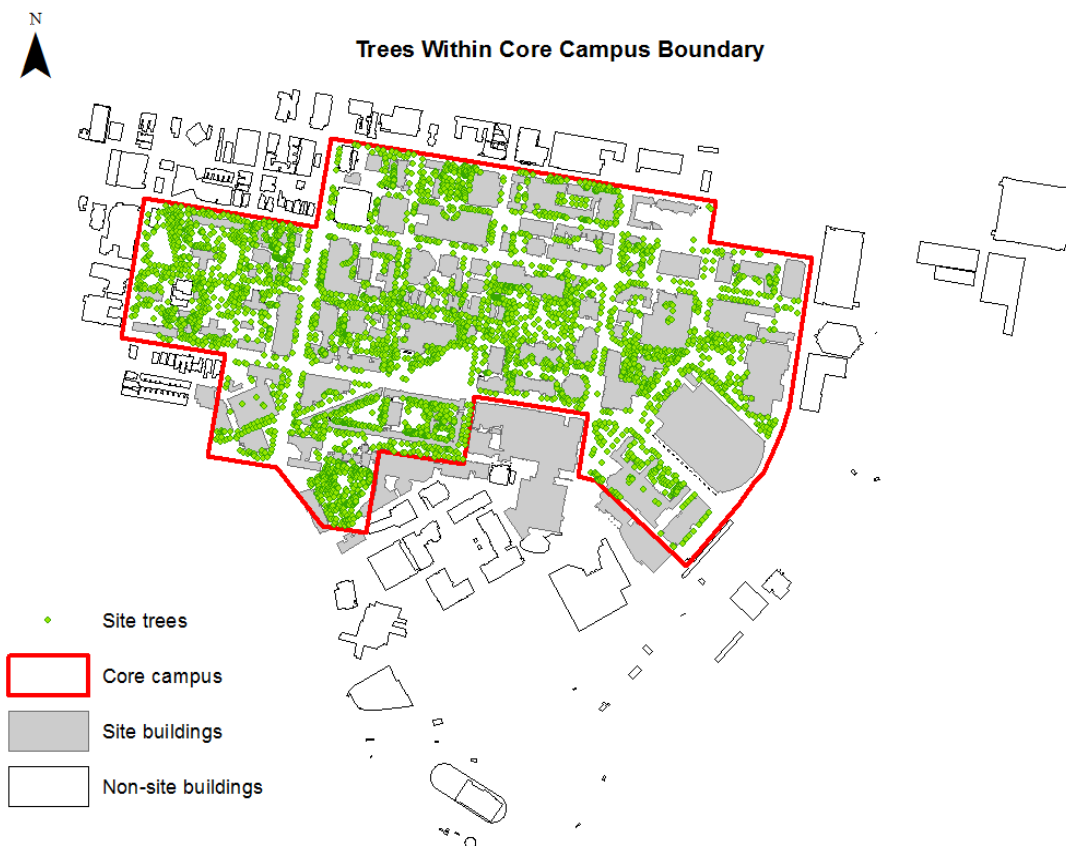 N
Trees Within Core Campus Boundary
Site trees
Core campus
Site buildings
Non-site buildings